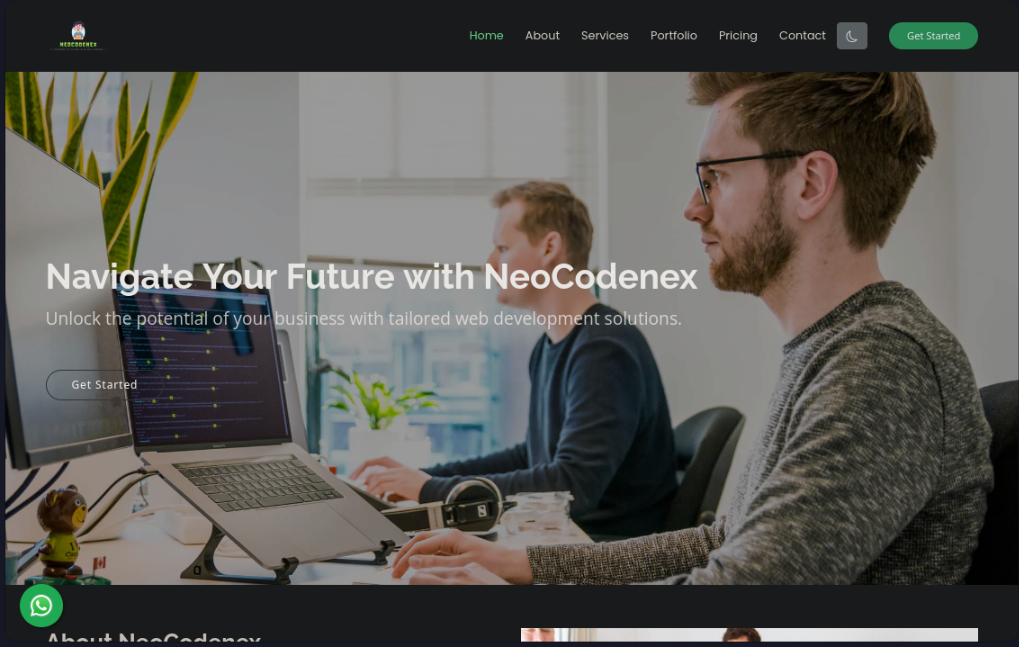 NEOCODENEX
Home About Services Portfolio Pricing Contact Get Started
Navigate Your Future with NeoCodenex
Unlock the potential of your business with tailored web development solutions.
Get Started
About NeoCodenex